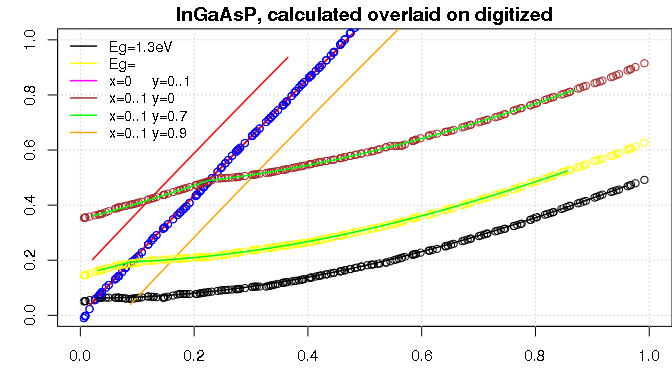 InGaAsP, calculated overlaid on digitized
1.0
0.8
0.6
0.4
0.2
0.0
Eg=1.3eV
Eg=
x=0 y=0..1
x=0..1 y=0
x=0..1 y=0.7
x=0..1 y=0.9
0.0 0.2 0.4 0.6 0.8 1.0